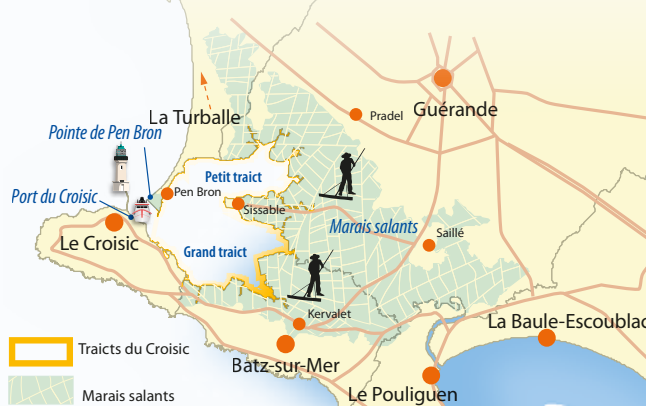 La Turballe
Pradel
Guérande
Pointe de Pen Bron
Petit traict
Port du Croisic
Pen Bron
Sissable
Marais salants
Le Croisic
Saillé
Grand traict
Kervalet
La Baule-Escoublac
Traicts du Croisic
Batz-sur-Mer
Marais salants
Le Pouliguen